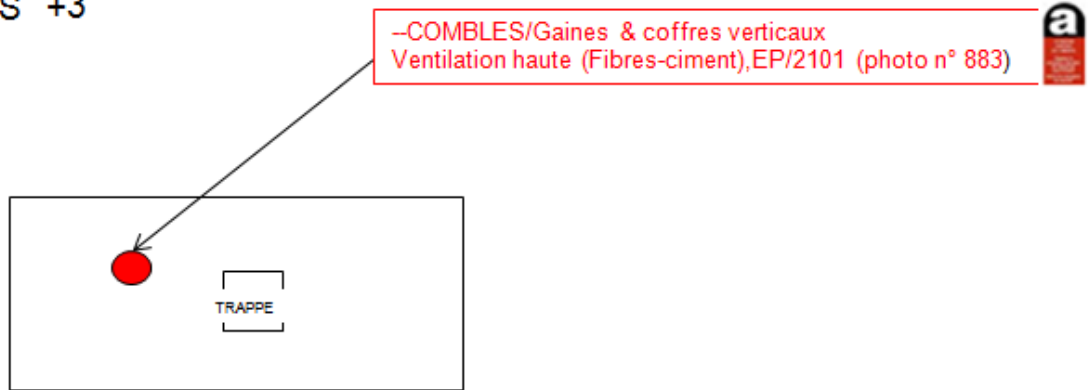 S +3
--COMBLES/Gaines & coffres verticaux
Ventilation haute (Fibres-ciment),EP/2101 (photo n° 883)
a
TRAPPE